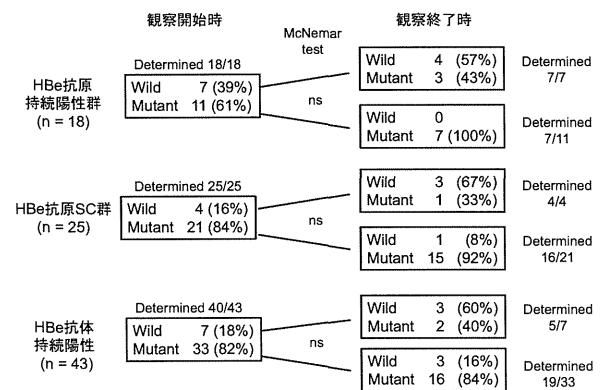 観察開始時
McNemar
test
観察終了時
HBe抗原
持続陽性群
(n = 18)
Determined 18/18
Wild 7 (39%)
Mutant 11 (61%)
ns
Wild 4 (57%)
Mutant 3 (43%)
Determined
7/7
Wild 0
Mutant 7 (100%)
Determined
7/11
HBe抗原SC群
(n = 25)
Determined 25/25
Wild 4 (16%)
Mutant 21 (84%)
ns
Wild 3 (67%)
Mutant 1 (33%)
Determined
4/4
Wild 1 (8%)
Mutant 15 (92%)
Determined
16/21
HBe抗体
持続陽性
(n = 43)
Determined 40/43
Wild 7 (18%)
Mutant 33 (82%)
ns
Wild 3 (60%)
Mutant 2 (40%)
Determined
5/7
Wild 3 (16%)
Mutant 16 (84%)
Determined
19/33